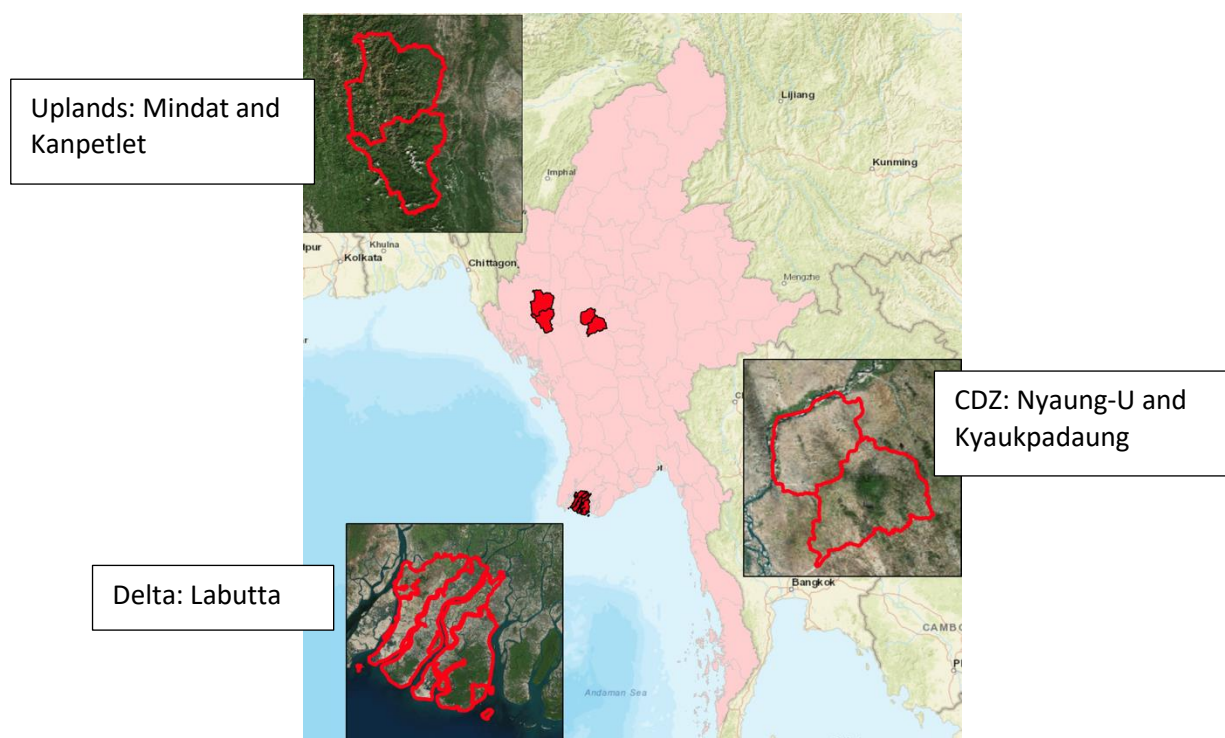 Uplands: Mindat and
Kanpetlet
Lijiang
Kunming
Imphal
Khulna
Kolkata
Chittagon
Mengzhe
CDZ: Nyaung-U and
Kyaukpadaung
Delta: Labutta
Bangkok
CAMB
Andaman Sea